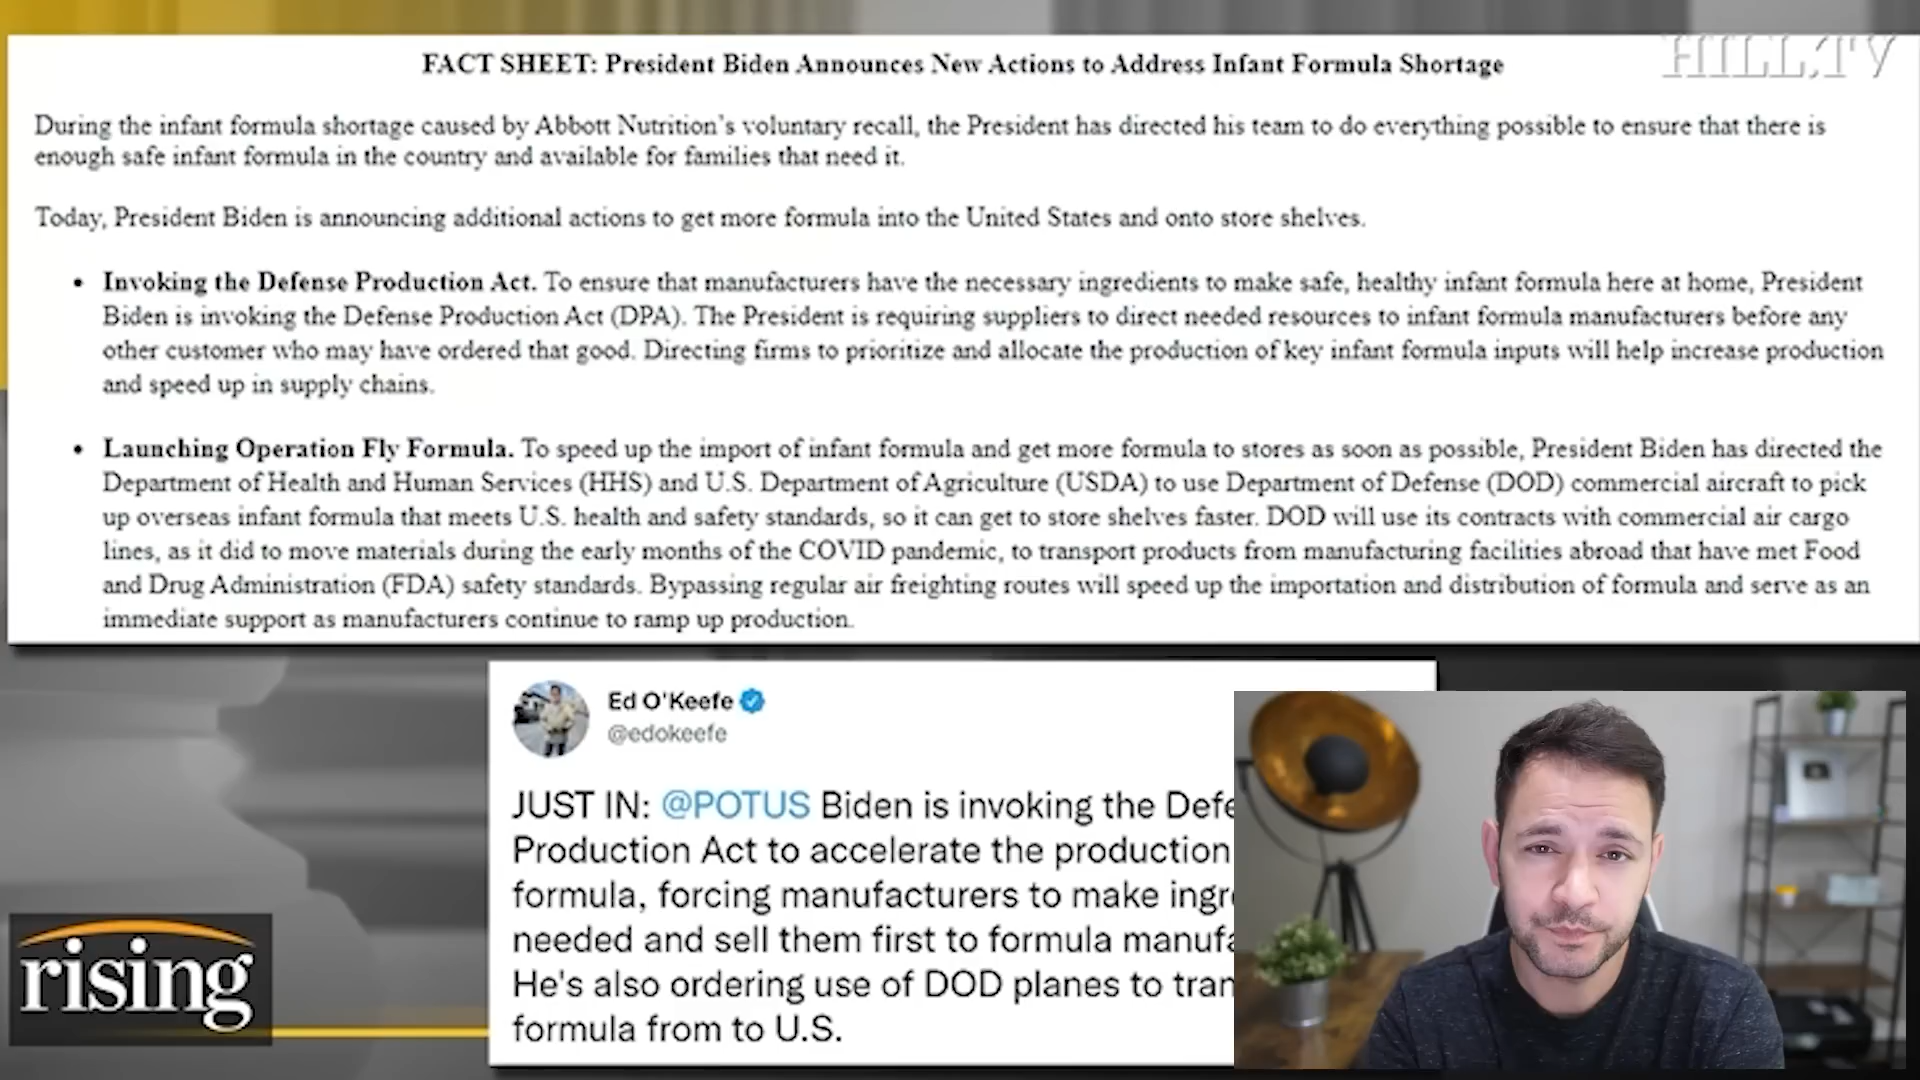 FACT SHEET: President Biden Announces New Actions to Address Infant Formula Shortage
HILL.TV
During the infant formula shortage caused by Abbott Nutrition's voluntary recall, the President has directed his team to do everything possible to ensure that there is
enough safe infant formula in the country and available for families that need it.
Today, President Biden is announcing additional actions to get more formula into the United States and onto store shelves.
• Invoking the Defense Production Act. To ensure that manufacturers have the necessary ingredients to make safe, healthy infant formula here at home, President
Biden is invoking the Defense Production Act (DPA). The President is requiring suppliers to direct needed resources to infant formula manufacturers before any
other customer who may have ordered that good. Directing firms to prioritize and allocate the production of key infant formula inputs will help increase production
and speed up in supply chains.
• Launching Operation Fly Formula. To speed up the import of infant formula and get more formula to stores as soon as possible, President Biden has directed the
Department of Health and Human Services (HHS) and U.S. Department of Agriculture (USDA) to use Department of Defense (DOD) commercial aircraft to pick
up overseas infant formula that meets U.S. health and safety standards, so it can get to store shelves faster. DOD will use its contracts with commercial air cargo
lines, as it did to move materials during the early months of the COVID pandemic, to transport products from manufacturing facilities abroad that have met Food
and Drug Administration (FDA) safety standards. Bypassing regular air freighting routes will speed up the importation and distribution of formula and serve as an
immediate support as manufacturers continue to ramp up production.
Ed O'Keefe
@edokeefe
JUST IN: @POTUS Biden is invoking the Defe
Production Act to accelerate the production
formula, forcing manufacturers to make ingr
needed and sell them first to formula manufa
He's also ordering use of DOD planes to tran
formula from to U.S.
rising